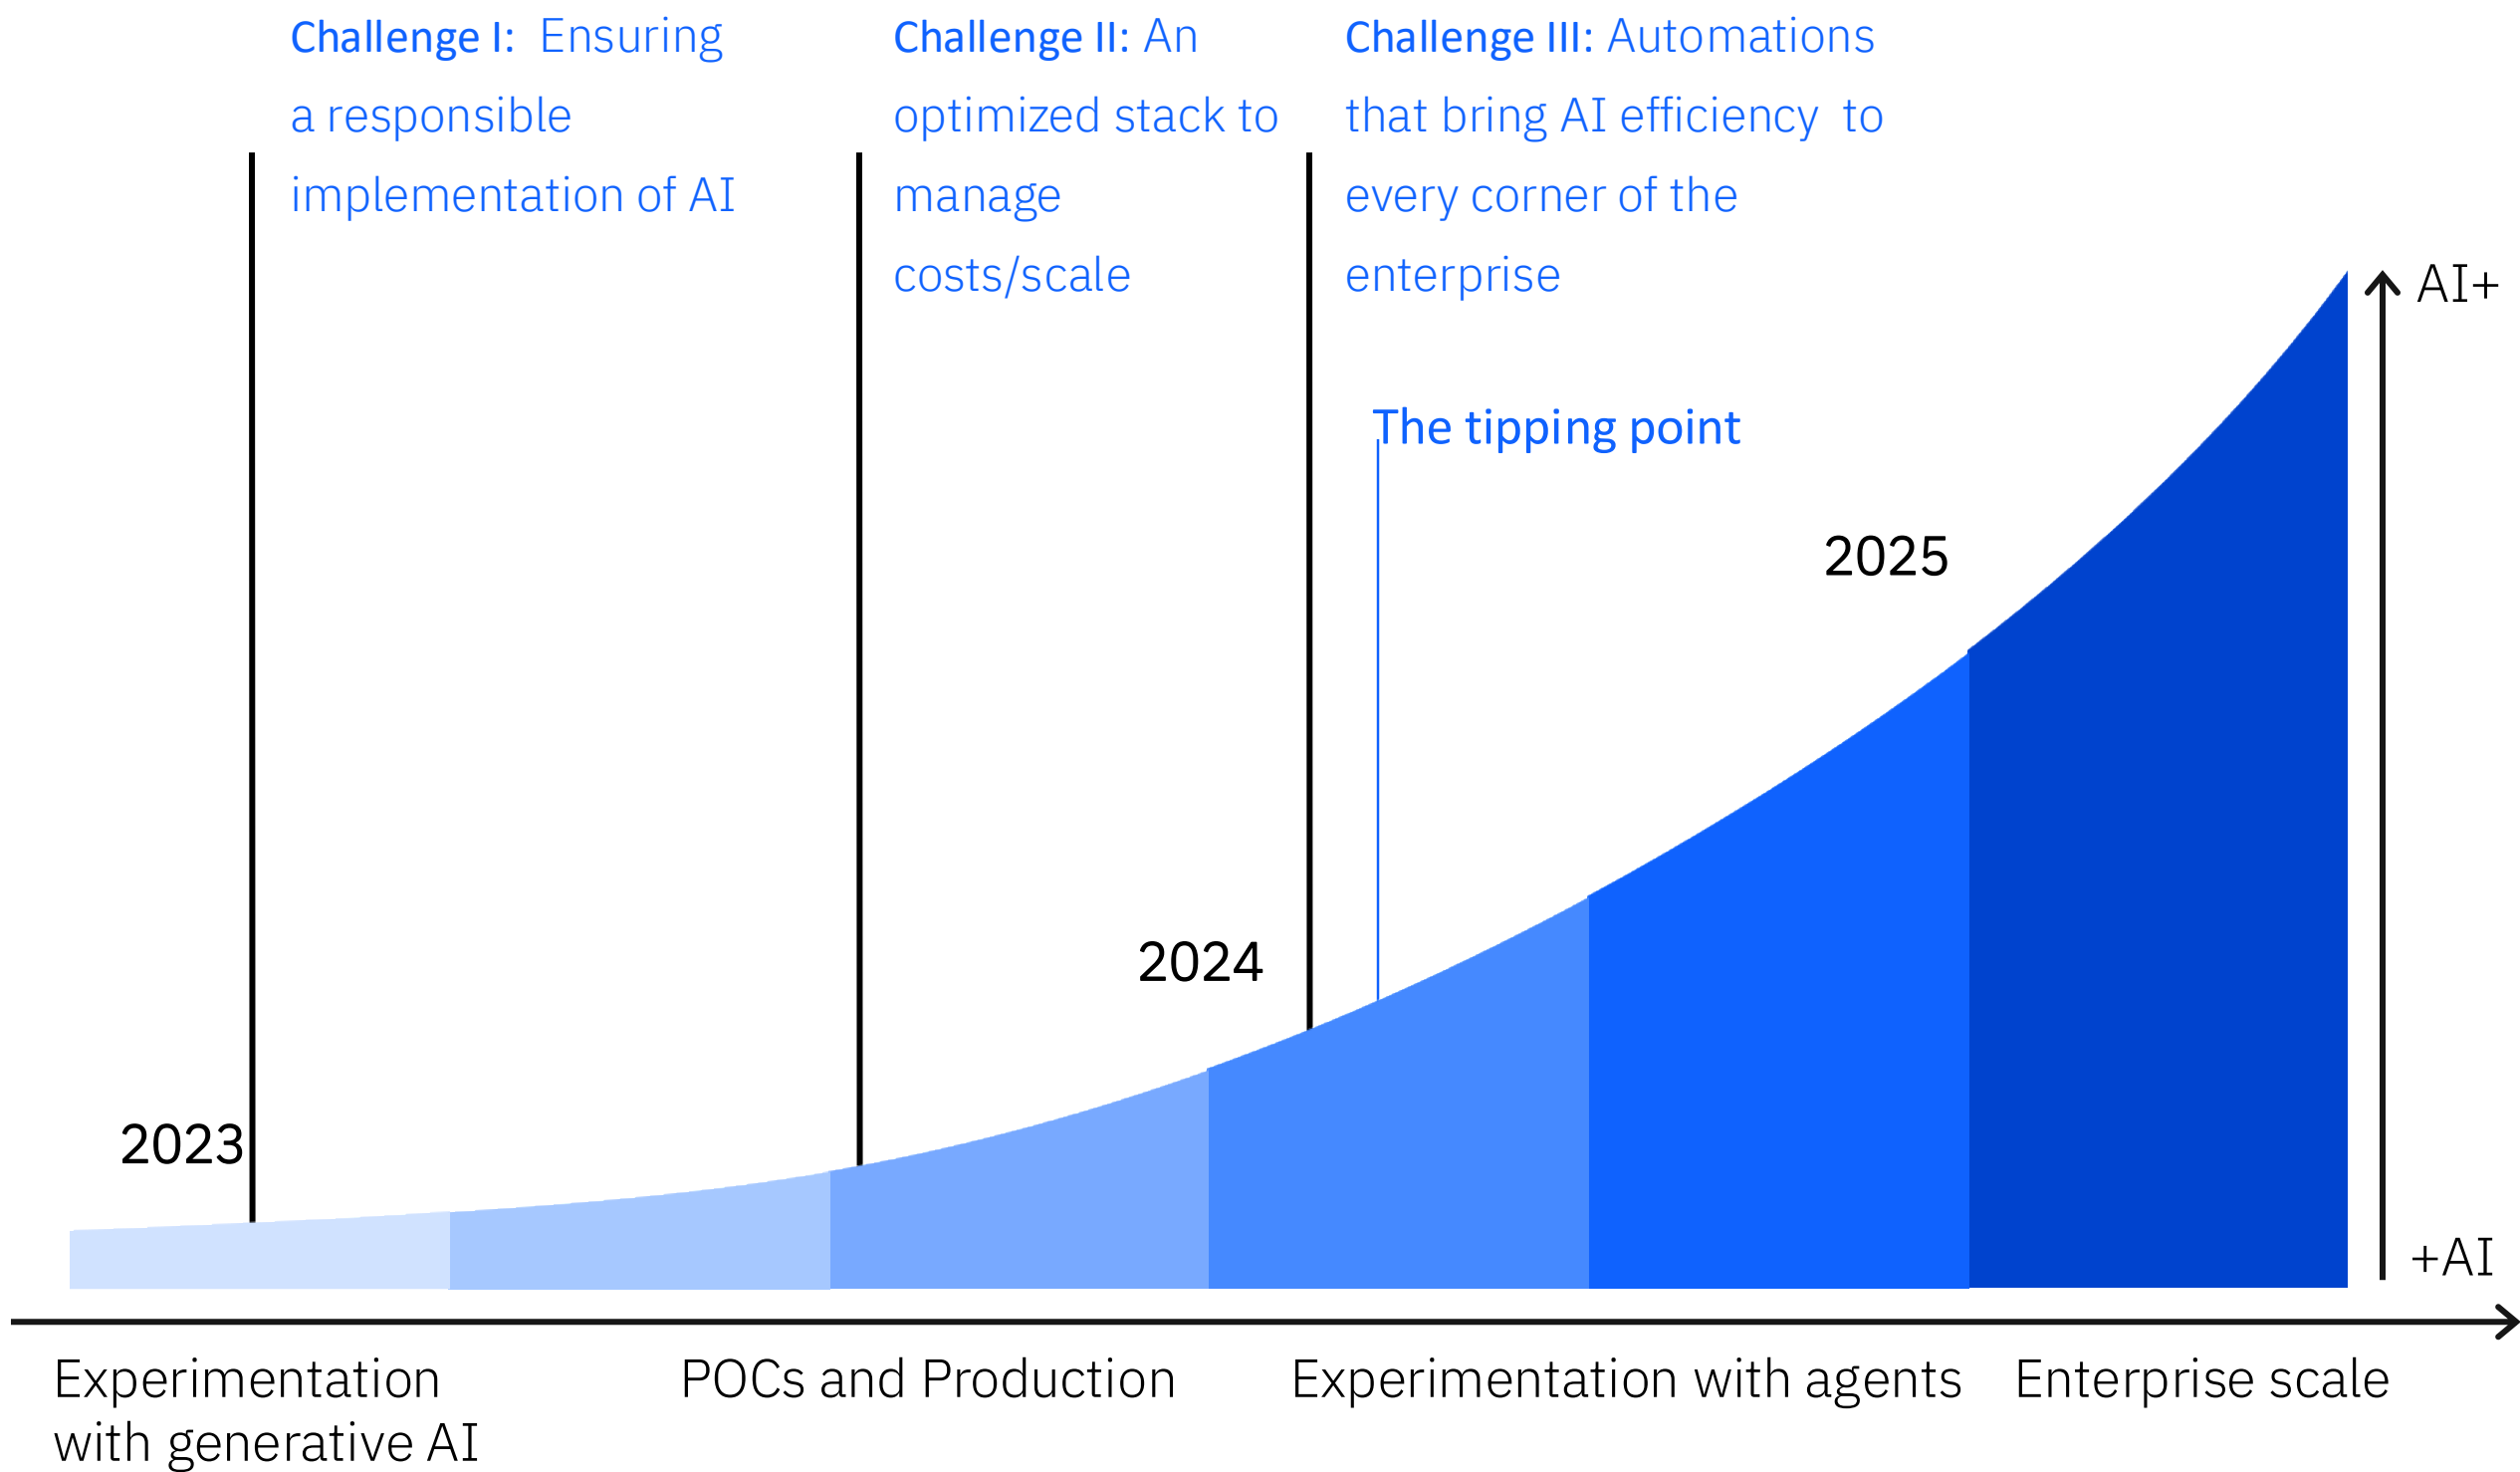 Challenge I: Ensuring
a responsible
implementation of AI
Challenge II: An
optimized stack to
manage
costs/scale
Challenge III: Automations
that bring AI efficiency to
every corner of the
enterprise
AI+
The tipping point
2025
2024
2023
+AI
Experimentation
with generative AI
POCs and Production
Experimentation with agents
Enterprise scale